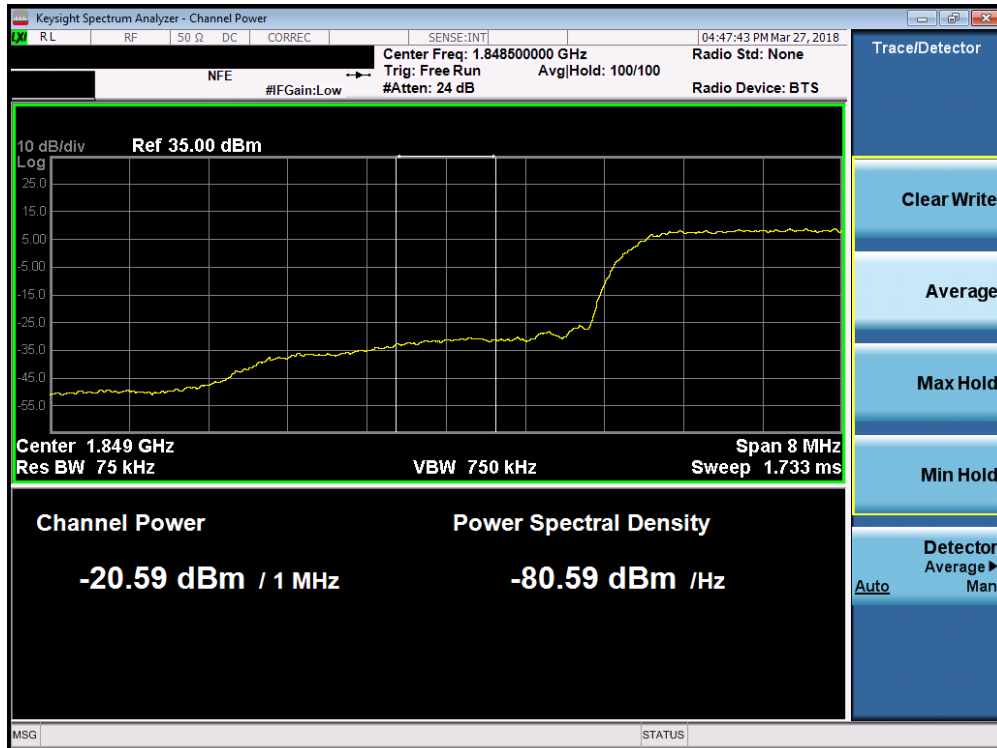 Keysight Spectrum Analyzer - Channel Power
LXI RL RF 50 Ω DC CORREC SENSE:INT 04:47:43 PM Mar 27, 2018
NFE
#IFGain:Low
Center Freq: 1.848500000 GHz
Trig: Free Run Avg|Hold: 100/100
#Atten: 24 dB
Radio Std: None
Radio Device: BTS
10 dB/div Ref 35.00 dBm
Log
25.0
15.0
5.00
-5.00
-15.0
-25.0
-35.0
-45.0
-55.0
Center 1.849 GHz Span 8 MHz
Res BW 75 kHz VBW 750 kHz Sweep 1.733 ms
Channel Power Power Spectral Density
-20.59 dBm / 1 MHz -80.59 dBm /Hz
Trace/Detector
Clear Write
Average
Max Hold
Min Hold
Detector
Average
Auto Man
MSG STATUS